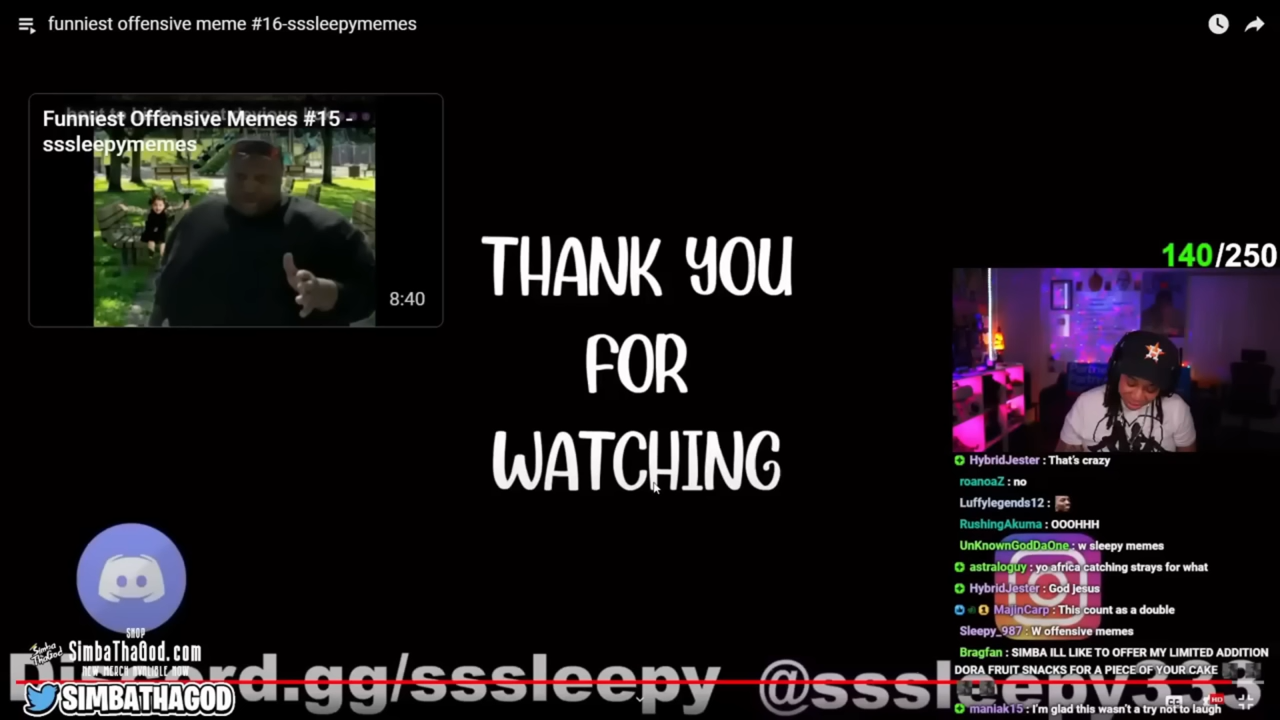 funniest offensive meme #16-sssleepymemes
Funniest Offensive Memes #15 -
sssleepymemes
8:40
THANK YOU
FOR
WATCHING
140/250
HybridJester : That's crazy
roanoaZ : no
Luffylegends12 :
RushingAkuma : OOOHHH
UnKnownGodDaOne : w sleepy memes
astraloguy : yo africa catching strays for what
HybridJester : God jesus
MajinCarp : This count as a double
Sleepy_987 : W offensive memes
Bragfan : SIMBA ILL LIKE TO OFFER MY LIMITED ADDITION
DORA FRUIT SNACKS FOR A PIECE OF YOUR CAKE
maniak15 : I'm glad this wasn't a try not to laugh
SHOP
SimbaThaGod.com
NEW MERCH AVAILBLE NOW
SIMBATHAGOD
Discord.gg/sssleepy
@sssleepy333
HD